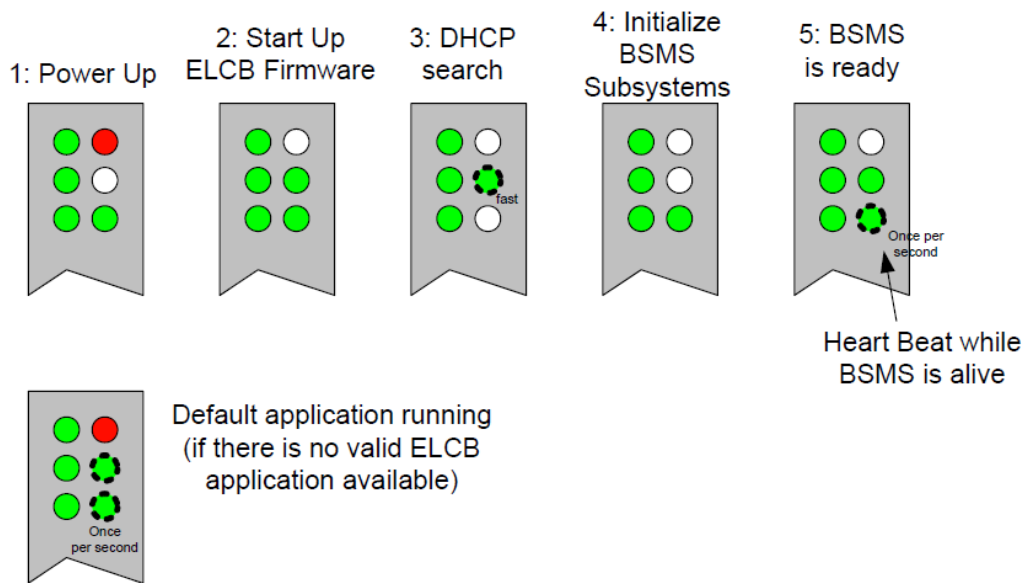 1: Power Up
2: Start Up
ELCB Firmware
3: DHCP
search
4: Initialize
BSMS
Subsystems
5: BSMS
is ready
fast
Once per
second
Heart Beat while
BSMS is alive
Default application running
(if there is no valid ELCB
application available)
Once
per second